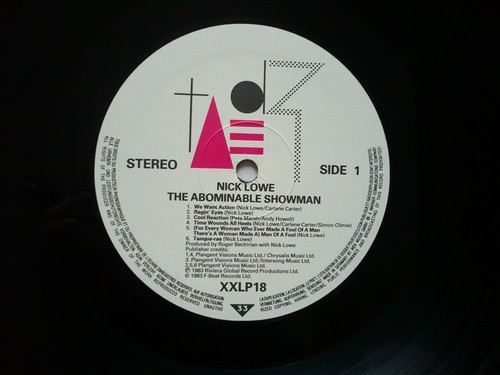 STEREO
SIDE 1
NICK LOWE
THE ABOMINABLE SHOWMAN
1. We Want Action (Nick Lowe/Carlene Carter)
2. Ragin' Eyes (Nick Lowe)
3. Cool Reaction (Pete Marsh/Andy Howell)
4. Time Wounds All Heels (Nick Lowe/Carlene Carter/Simon Climie)
5. (For Every Woman Who Ever Made A Fool Of A Man
There's A Woman Made A) Man Of A Fool (Nick Lowe)
6. Tanque-rae (Nick Lowe)
Produced by Roger Bechirian with Nick Lowe
Publisher credits:
1,4, Plangent Visions Music Ltd./ Chrysalis Music Ltd.
3, Plangent Visions Music Ltd./Intersong Music Ltd.
2,5,6 Plangent Visions Music Ltd.
℗ 1983 Riviera Global Record Productions Ltd.
© 1983 F-Beat Records Ltd.
XXLP18
33